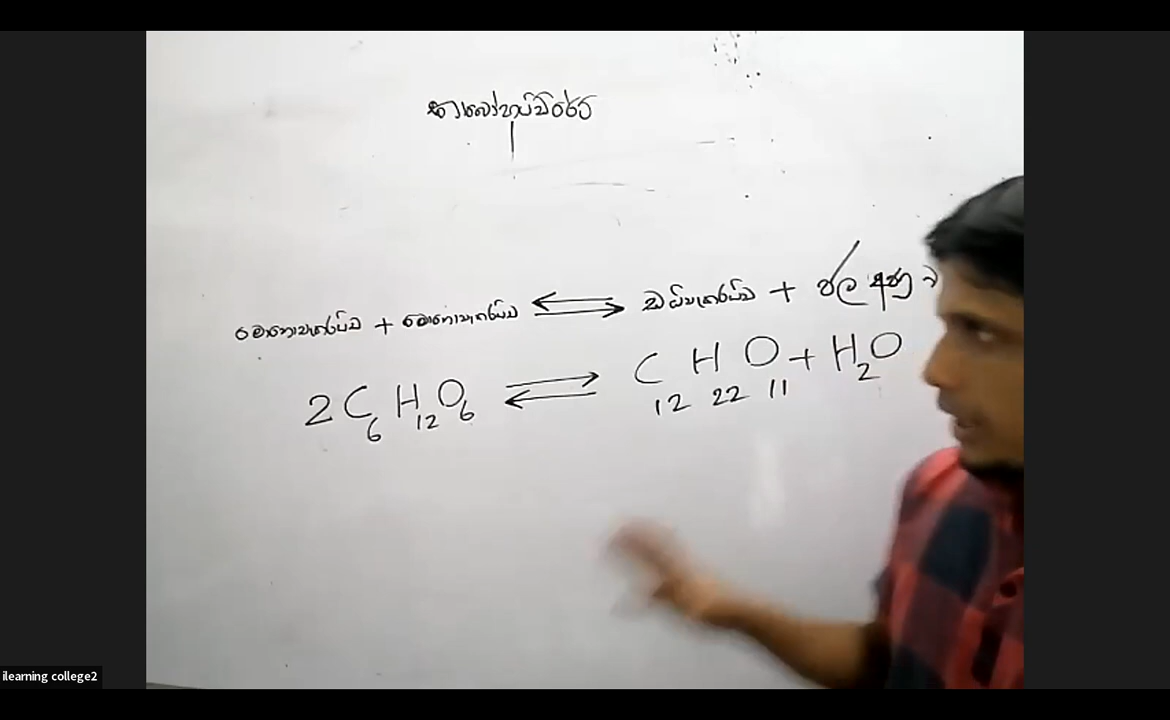 කාබෝහයිඩ්රේට
මොනොසැකරයිඩ + මොනොසැකරයිඩ ⇌ ඩයිසැකරයිඩ + ජල අණුව
2C₆H₁₂O₆ ⇌ C₁₂H₂₂O₁₁ + H₂O
ilearning college2